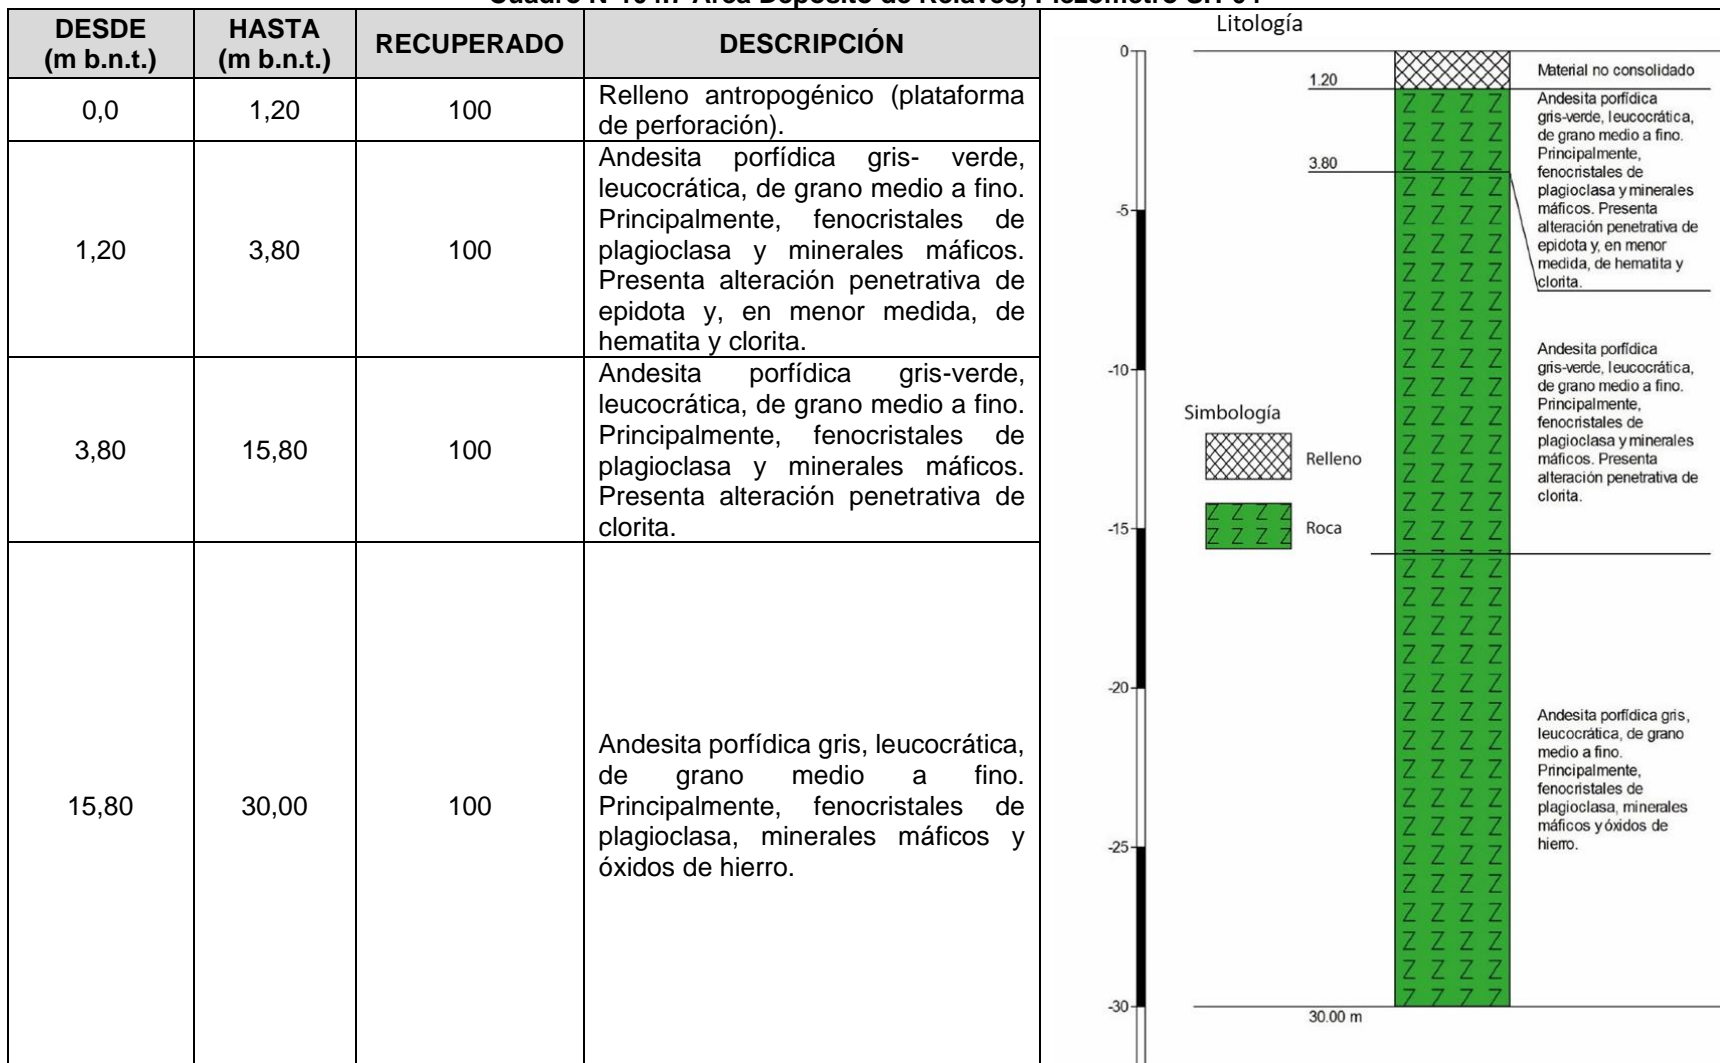 DESDE
(m b.n.t.)
HASTA
(m b.n.t.)
RECUPERADO
DESCRIPCIÓN
0,0
1,20
100
Relleno antropogénico (plataforma
de perforación).
1,20
3,80
100
Andesita porfídica gris- verde,
leucocrática, de grano medio a fino.
Principalmente, fenocristales de
plagioclasa y minerales máficos.
Presenta alteración penetrativa de
epidota y, en menor medida, de
hematita y clorita.
3,80
15,80
100
Andesita porfídica gris-verde,
leucocrática, de grano medio a fino.
Principalmente, fenocristales de
plagioclasa y minerales máficos.
Presenta alteración penetrativa de
clorita.
15,80
30,00
100
Andesita porfídica gris, leucocrática,
de grano medio a fino.
Principalmente, fenocristales de
plagioclasa, minerales máficos y
óxidos de hierro.
Litología
0
-5
-10
-15
-20
-25
-30
1.20
3.80
30.00 m
Simbología
Relleno
Roca
Material no consolidado
Andesita porfídica
gris-verde, leucocrática,
de grano medio a fino.
Principalmente,
fenocristales de
plagioclasa y minerales
máficos. Presenta
alteración penetrativa de
epidota y, en menor
medida, de hematita y
clorita.
Andesita porfídica
gris-verde, leucocrática,
de grano medio a fino.
Principalmente,
fenocristales de
plagioclasa y minerales
máficos. Presenta
alteración penetrativa de
clorita.
Andesita porfídica gris,
leucocrática, de grano
medio a fino.
Principalmente,
fenocristales de
plagioclasa, minerales
máficos y óxidos de
hierro.